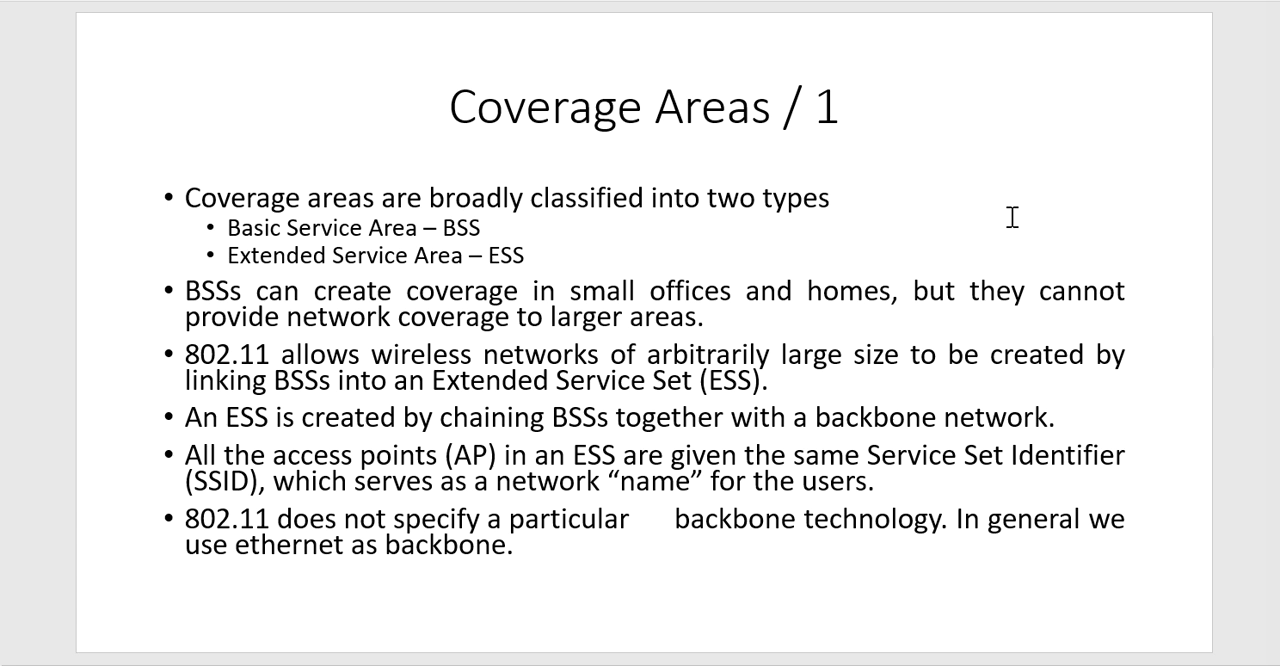 Coverage Areas / 1
• Coverage areas are broadly classified into two types
• Basic Service Area – BSS
• Extended Service Area – ESS
• BSSs can create coverage in small offices and homes, but they cannot
provide network coverage to larger areas.
• 802.11 allows wireless networks of arbitrarily large size to be created by
linking BSSs into an Extended Service Set (ESS).
• An ESS is created by chaining BSSs together with a backbone network.
• All the access points (AP) in an ESS are given the same Service Set Identifier
(SSID), which serves as a network “name” for the users.
• 802.11 does not specify a particular backbone technology. In general we
use ethernet as backbone.